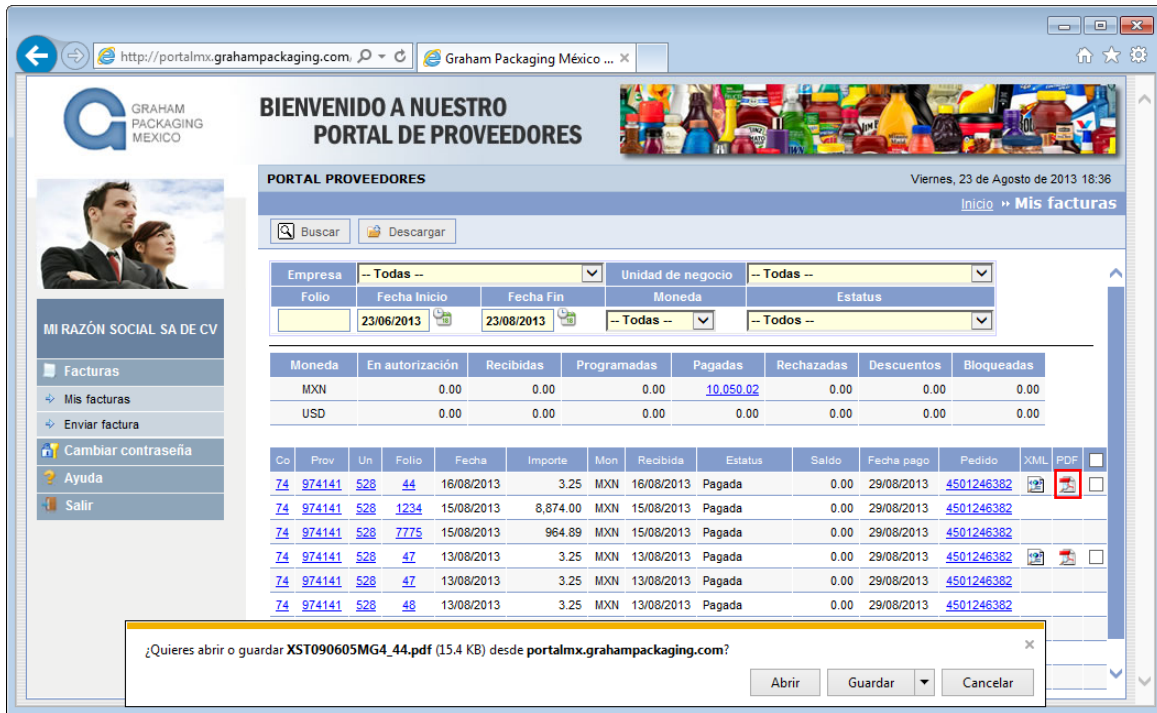 http://portalmx.grahampackaging.com/
Graham Packaging México ...
GRAHAM
PACKAGING
MEXICO
BIENVENIDO A NUESTRO
PORTAL DE PROVEEDORES
PORTAL PROVEEDORES
Viernes, 23 de Agosto de 2013 18:36
Inicio » Mis facturas
Buscar Descargar
Empresa -- Todas -- Unidad de negocio -- Todas --
Folio Fecha Inicio Fecha Fin Moneda Estatus
23/06/2013 23/08/2013 -- Todas -- -- Todos --
MI RAZÓN SOCIAL SA DE CV
Facturas
Mis facturas
Enviar factura
Cambiar contraseña
Ayuda
Salir
Moneda En autorización Recibidas Programadas Pagadas Rechazadas Descuentos Bloqueadas
MXN 0.00 0.00 0.00 10,050.02 0.00 0.00 0.00
USD 0.00 0.00 0.00 0.00 0.00 0.00 0.00
Co Prov Un Folio Fecha Importe Mon Recibida Estatus Saldo Fecha pago Pedido XML PDF
74 974141 528 44 16/08/2013 3.25 MXN 16/08/2013 Pagada 0.00 29/08/2013 4501246382
74 974141 528 1234 15/08/2013 8,874.00 MXN 15/08/2013 Pagada 0.00 29/08/2013 4501246382
74 974141 528 7775 15/08/2013 964.89 MXN 15/08/2013 Pagada 0.00 29/08/2013 4501246382
74 974141 528 47 13/08/2013 3.25 MXN 13/08/2013 Pagada 0.00 29/08/2013 4501246382
74 974141 528 47 13/08/2013 3.25 MXN 13/08/2013 Pagada 0.00 29/08/2013 4501246382
74 974141 528 48 13/08/2013 3.25 MXN 13/08/2013 Pagada 0.00 29/08/2013 4501246382
¿Quieres abrir o guardar XST090605MG4_44.pdf (15.4 KB) desde portalmx.grahampackaging.com?
Abrir Guardar Cancelar